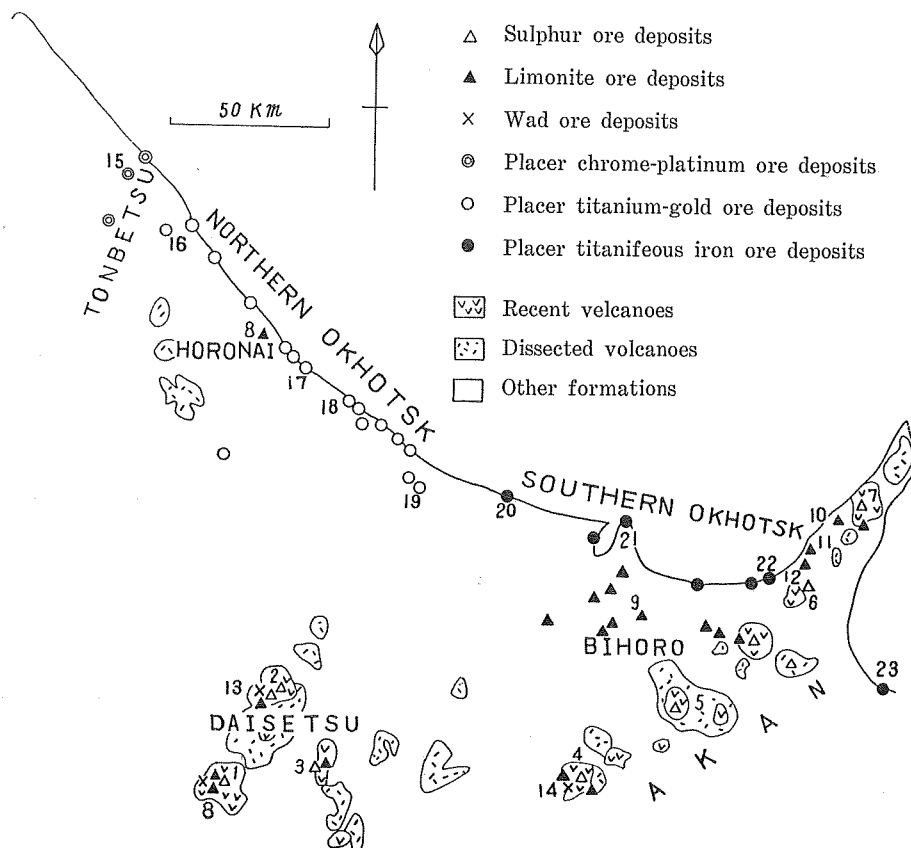 Sulphur ore deposits
Limonite ore deposits
Wad ore deposits
Placer chrome-platinum ore deposits
Placer titanium-gold ore deposits
Placer titanifeous iron ore deposits
Recent volcanoes
Dissected volcanoes
Other formations
50 Km
15
TONBETSU
16
NORTHERN OKHOTSK
8
HORONAI
17
18
19
20
SOUTHERN OKHOTSK
21
22
10
7
11
12
6
9
BIHORO
23
5
AKAN
2
13
DAISETSU
3
1
8
4
14